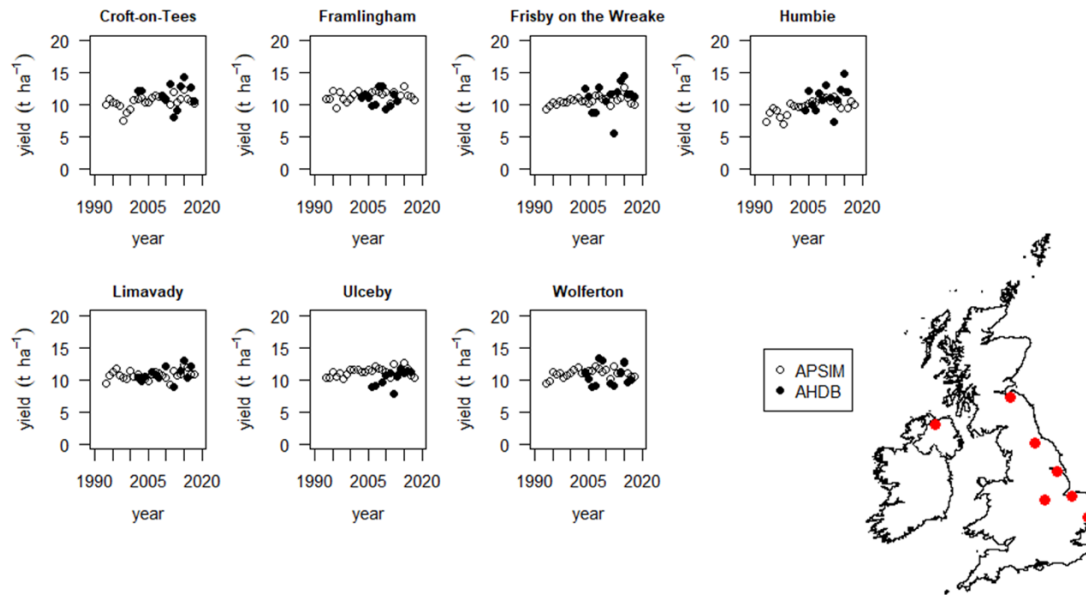 Croft-on-Tees
20
15
10
5
0
yield (t ha⁻¹)
1990 2005 2020
year
Framlingham
20
15
10
5
0
yield (t ha⁻¹)
1990 2005 2020
year
Frisby on the Wreake
20
15
10
5
0
yield (t ha⁻¹)
1990 2005 2020
year
Humbie
20
15
10
5
0
yield (t ha⁻¹)
1990 2005 2020
year
Limavady
20
15
10
5
0
yield (t ha⁻¹)
1990 2005 2020
year
Ulceby
20
15
10
5
0
yield (t ha⁻¹)
1990 2005 2020
year
Wolferton
20
15
10
5
0
yield (t ha⁻¹)
1990 2005 2020
year
APSIM
AHDB